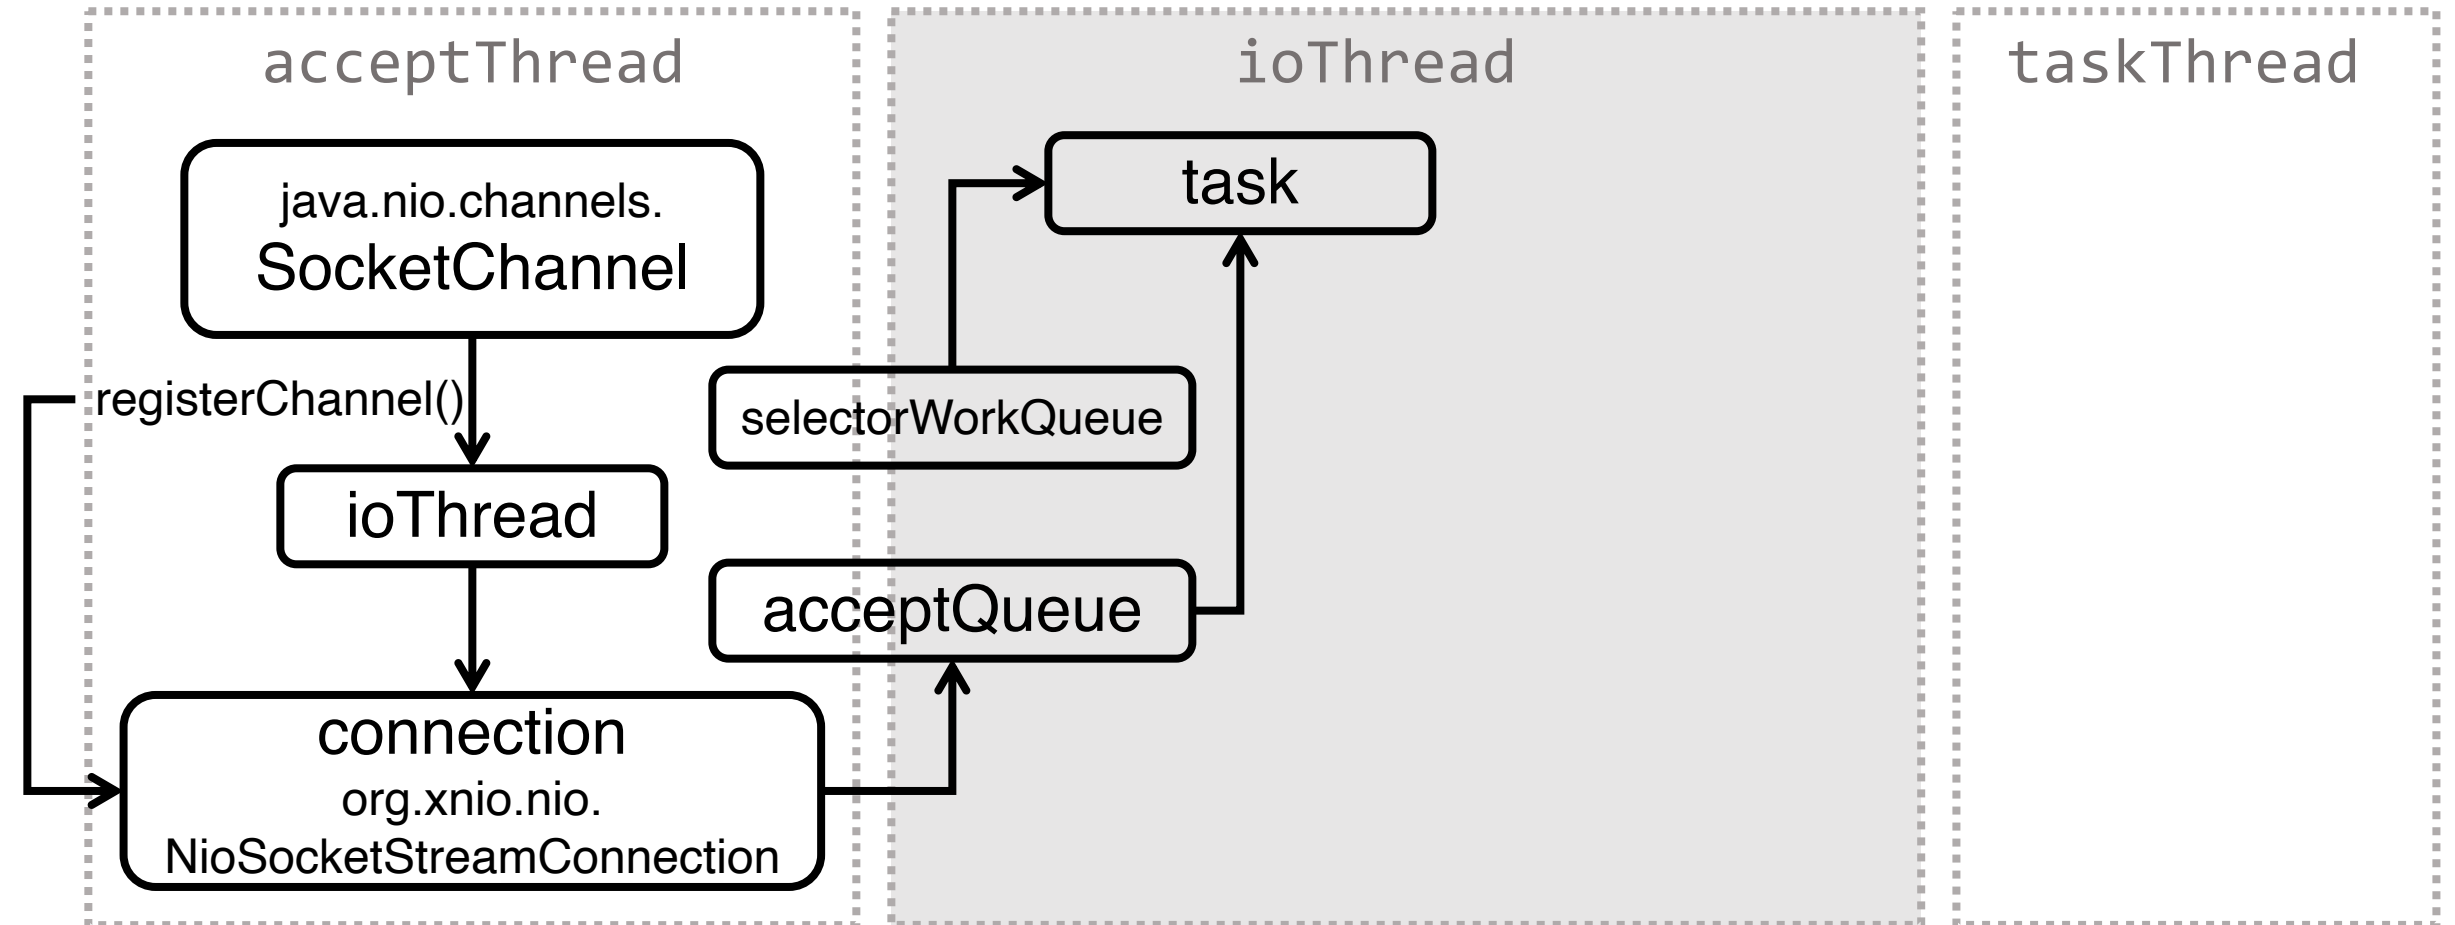 acceptThread
ioThread
taskThread
java.nio.channels.
SocketChannel
task
registerChannel()
selectorWorkQueue
ioThread
acceptQueue
connection
org.xnio.nio.
NioSocketStreamConnection